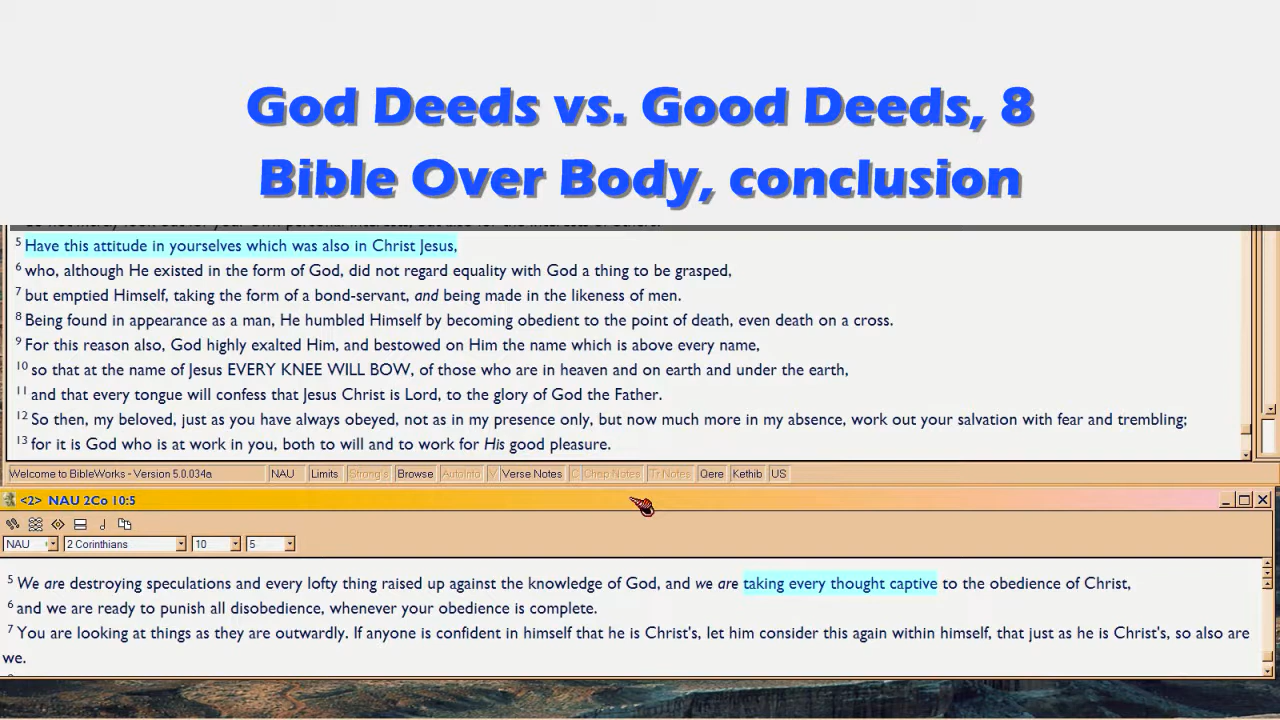 God Deeds vs. Good Deeds, 8
Bible Over Body, conclusion
5 Have this attitude in yourselves which was also in Christ Jesus,
6 who, although He existed in the form of God, did not regard equality with God a thing to be grasped,
7 but emptied Himself, taking the form of a bond-servant, and being made in the likeness of men.
8 Being found in appearance as a man, He humbled Himself by becoming obedient to the point of death, even death on a cross.
9 For this reason also, God highly exalted Him, and bestowed on Him the name which is above every name,
10 so that at the name of Jesus EVERY KNEE WILL BOW, of those who are in heaven and on earth and under the earth,
11 and that every tongue will confess that Jesus Christ is Lord, to the glory of God the Father.
12 So then, my beloved, just as you have always obeyed, not as in my presence only, but now much more in my absence, work out your salvation with fear and trembling;
13 for it is God who is at work in you, both to will and to work for His good pleasure.
Welcome to BibleWorks - Version 5.0.034a NAU Limits Strong's Browse AutoInfo V Verse Notes C Chap Notes Tr Notes Qere Kethib US
<2> NAU 2Co 10:5
NAU 2 Corinthians 10 5
5 We are destroying speculations and every lofty thing raised up against the knowledge of God, and we are taking every thought captive to the obedience of Christ,
6 and we are ready to punish all disobedience, whenever your obedience is complete.
7 You are looking at things as they are outwardly. If anyone is confident in himself that he is Christ's, let him consider this again within himself, that just as he is Christ's, so also are
we.